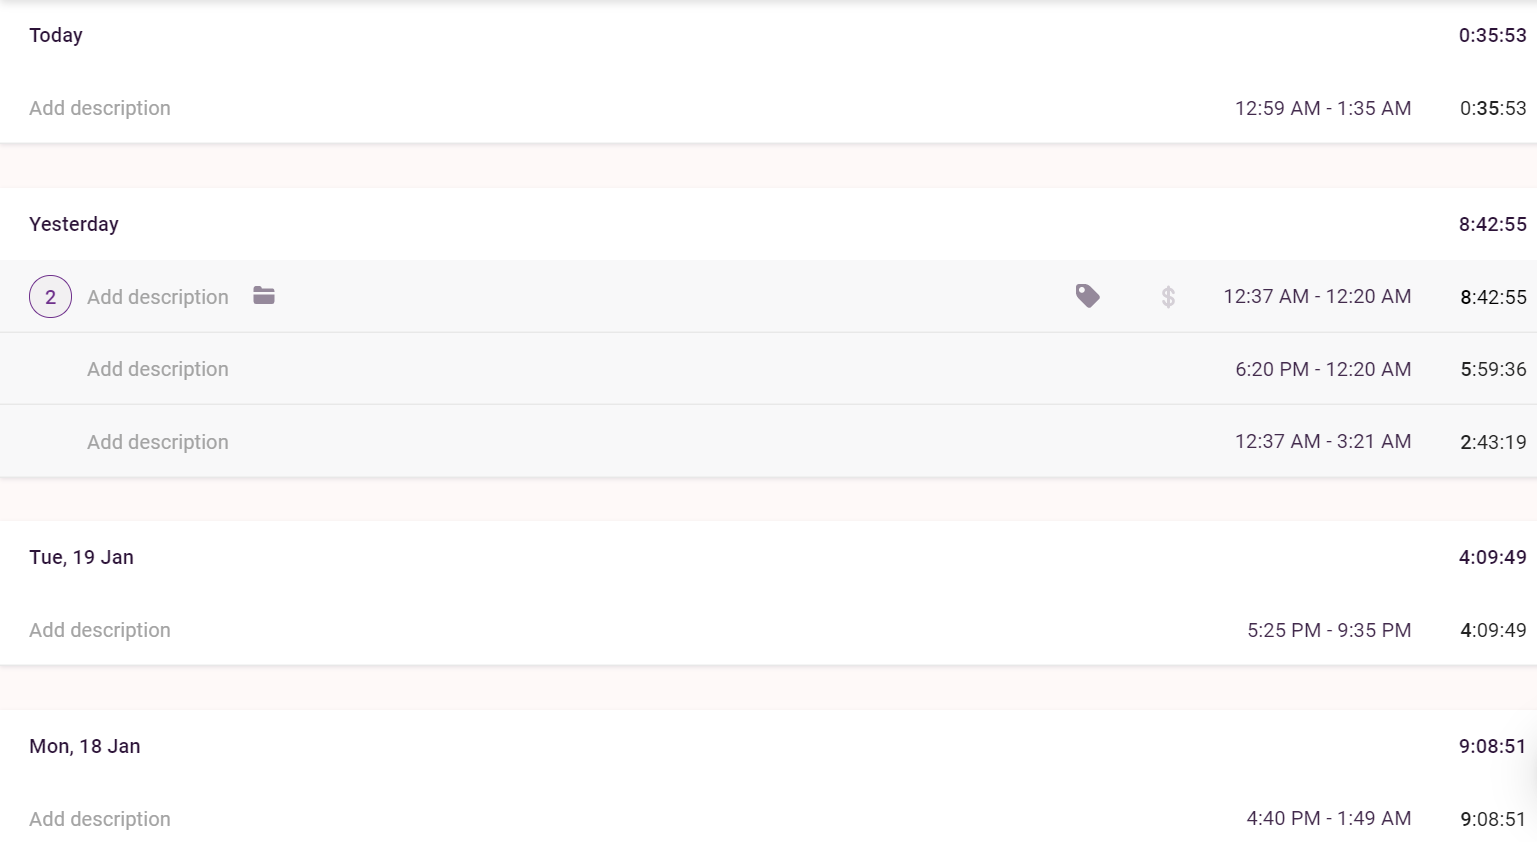 Today 0:35:53
Add description 12:59 AM - 1:35 AM 0:35:53
Yesterday 8:42:55
2 Add description $ 12:37 AM - 12:20 AM 8:42:55
Add description 6:20 PM - 12:20 AM 5:59:36
Add description 12:37 AM - 3:21 AM 2:43:19
Tue, 19 Jan 4:09:49
Add description 5:25 PM - 9:35 PM 4:09:49
Mon, 18 Jan 9:08:51
Add description 4:40 PM - 1:49 AM 9:08:51